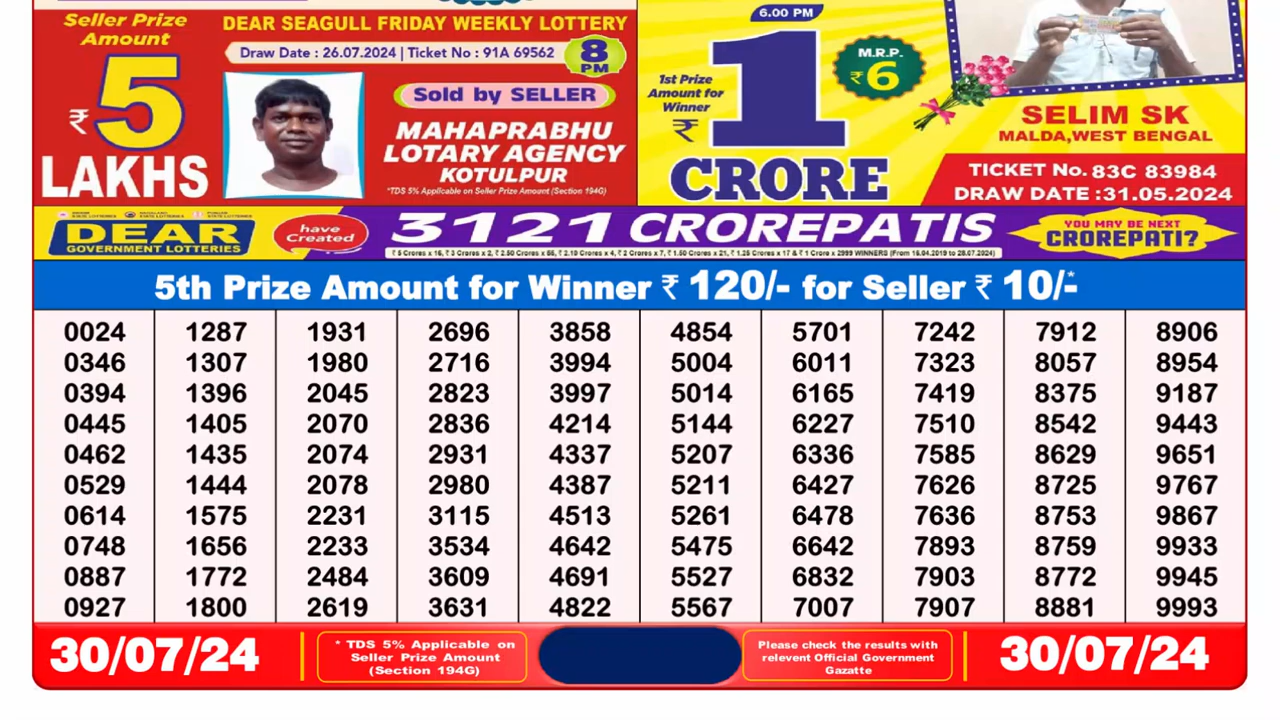 Seller Prize
Amount
₹ 5
LAKHS
DEAR SEAGULL FRIDAY WEEKLY LOTTERY
Draw Date : 26.07.2024 | Ticket No : 91A 69562
8
PM
Sold by SELLER
MAHAPRABHU
LOTARY AGENCY
KOTULPUR
*TDS 5% Applicable on Seller Prize Amount (Section 194G)
6.00 PM
1st Prize
Amount for
Winner
₹
1
CRORE
M.R.P.
₹6
SELIM SK
MALDA,WEST BENGAL
TICKET No. 83C 83984
DRAW DATE :31.05.2024
DEAR
GOVERNMENT LOTTERIES
have
Created
3121 CROREPATIS
YOU MAY BE NEXT
CROREPATI?
5th Prize Amount for Winner ₹ 120/- for Seller ₹ 10/-*
0024 1287 1931 2696 3858 4854 5701 7242 7912 8906
0346 1307 1980 2716 3994 5004 6011 7323 8057 8954
0394 1396 2045 2823 3997 5014 6165 7419 8375 9187
0445 1405 2070 2836 4214 5144 6227 7510 8542 9443
0462 1435 2074 2931 4337 5207 6336 7585 8629 9651
0529 1444 2078 2980 4387 5211 6427 7626 8725 9767
0614 1575 2231 3115 4513 5261 6478 7636 8753 9867
0748 1656 2233 3534 4642 5475 6642 7893 8759 9933
0887 1772 2484 3609 4691 5527 6832 7903 8772 9945
0927 1800 2619 3631 4822 5567 7007 7907 8881 9993
30/07/24
* TDS 5% Applicable on
Seller Prize Amount
(Section 194G)
Please check the results with
relevent Official Government
Gazatte
30/07/24